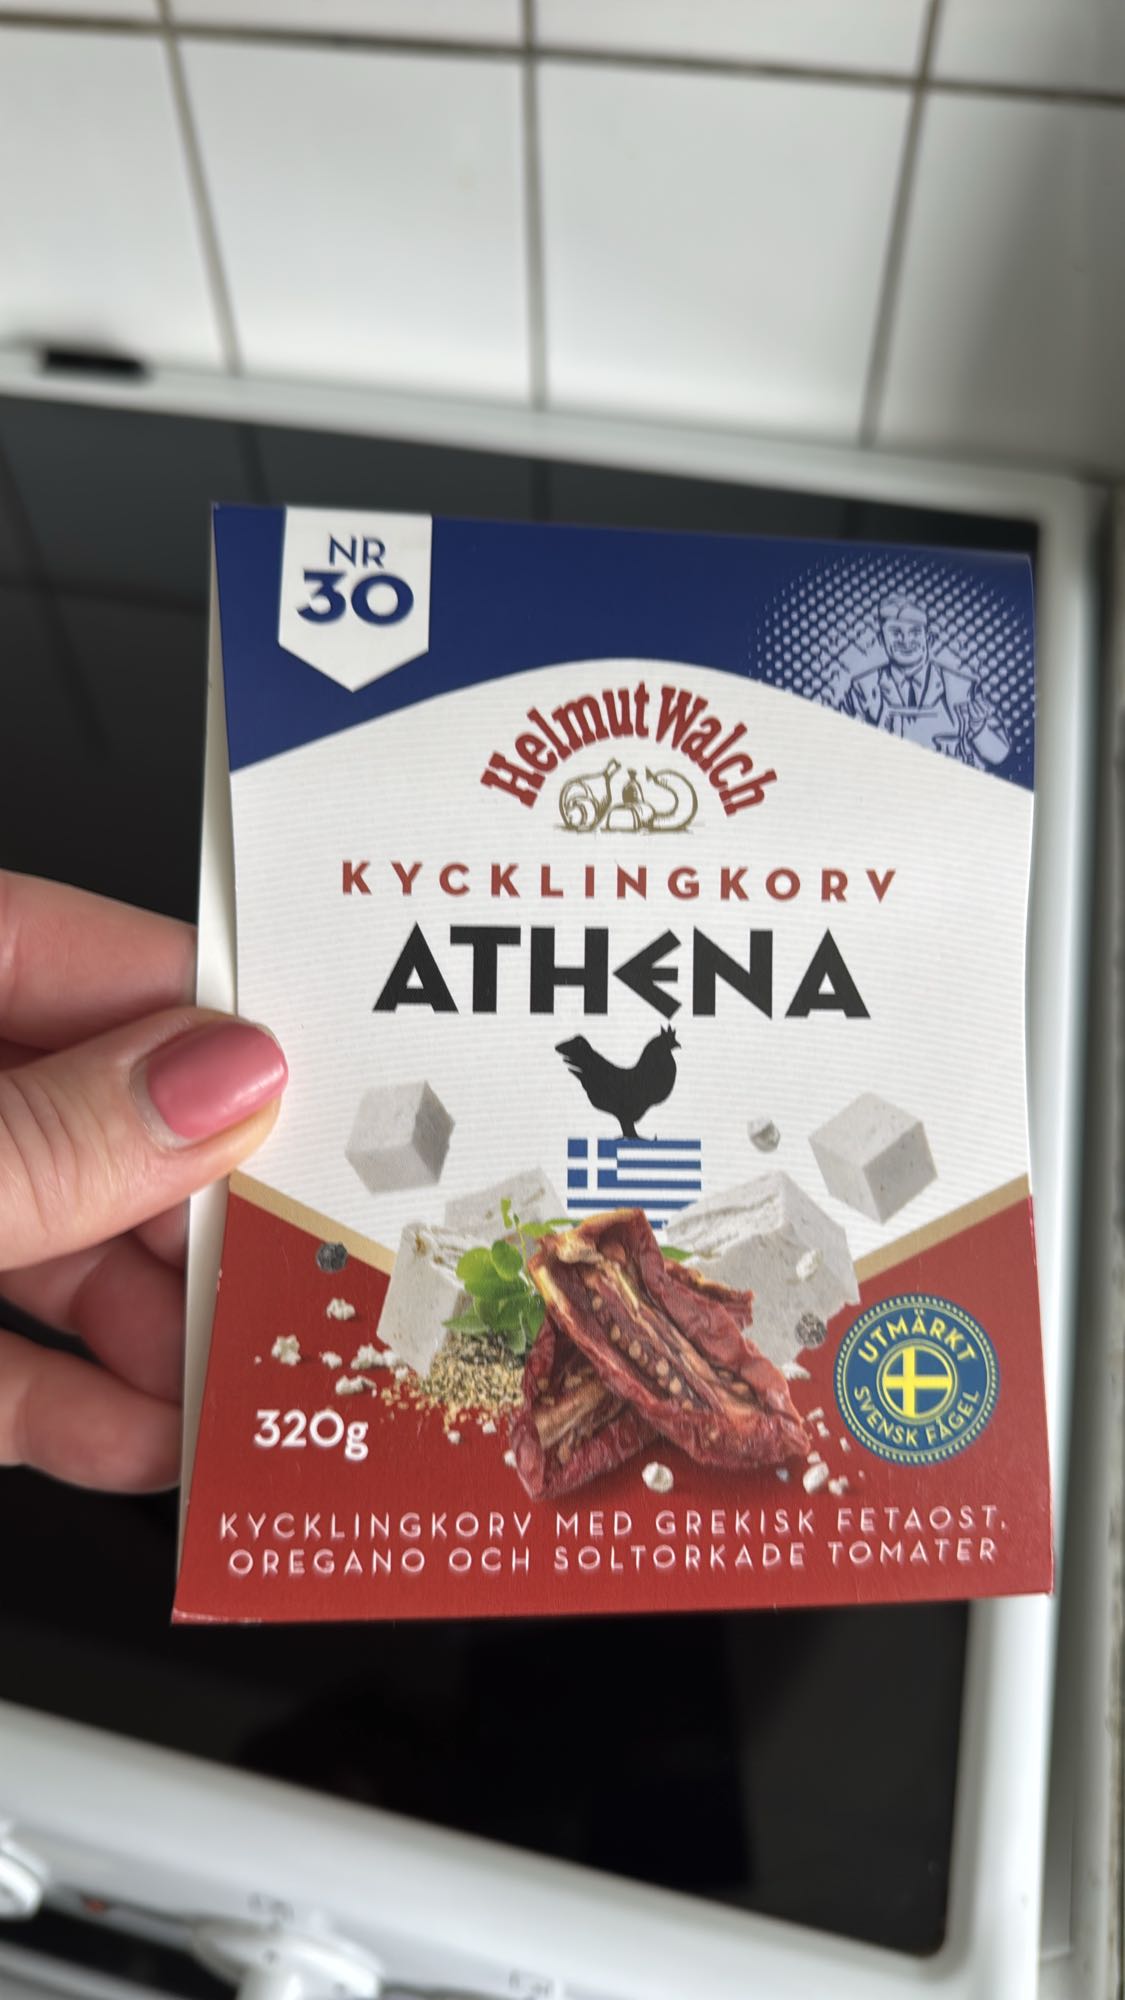 NR
30
Helmut Walch
KYCKLINGKORV
ATHENA
320g
UTMÄRKT
SVENSK FÅGEL
KYCKLINGKORV MED GREKISK FETAOST,
OREGANO OCH SOLTORKADE TOMATER